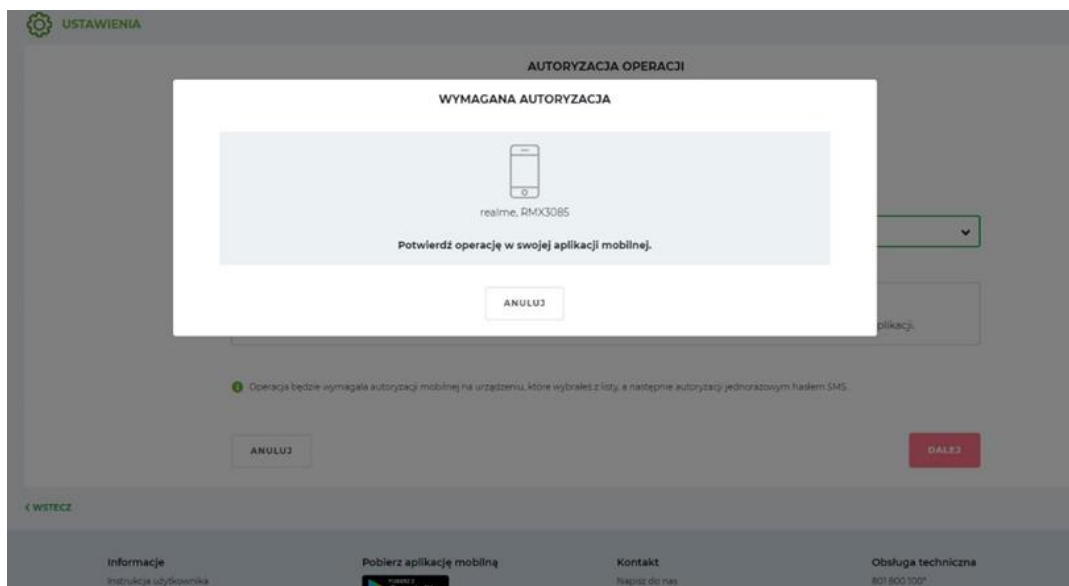 USTAWIENIA
AUTORYZACJA OPERACJI
WYMAGANA AUTORYZACJA
realme, RMX3085
Potwierdź operację w swojej aplikacji mobilnej.
ANULUJ
plikacji.
Operacja będzie wymagała autoryzacji mobilnej na urządzeniu, które wybrałeś z listy, a następnie autoryzacji jednorazowym hasłem SMS.
ANULUJ
DALEJ
< WSTECZ
Informacje
Pobierz aplikację mobilną
Kontakt
Obsługa techniczna
Instrukcja użytkownika
POBIERZ Z
Napisz do nas
801 800 100*